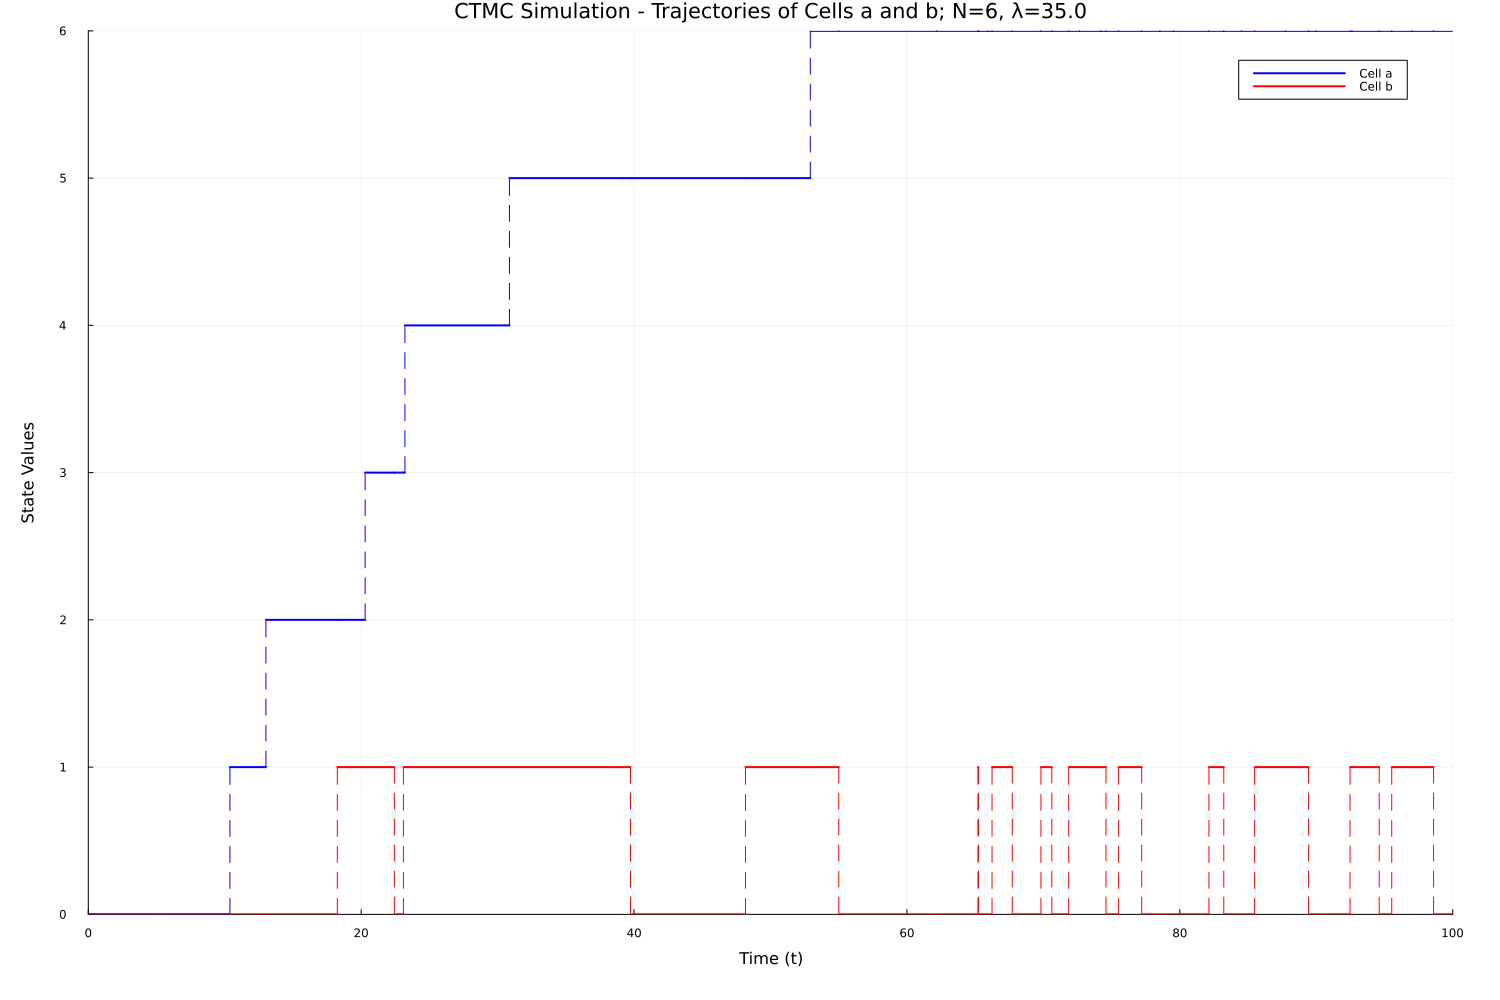 CTMC Simulation - Trajectories of Cells a and b; N=6, λ=35.0
6
Cell a
Cell b
5
4
3
2
1
0
State Values
0 20 40 60 80 100
Time (t)